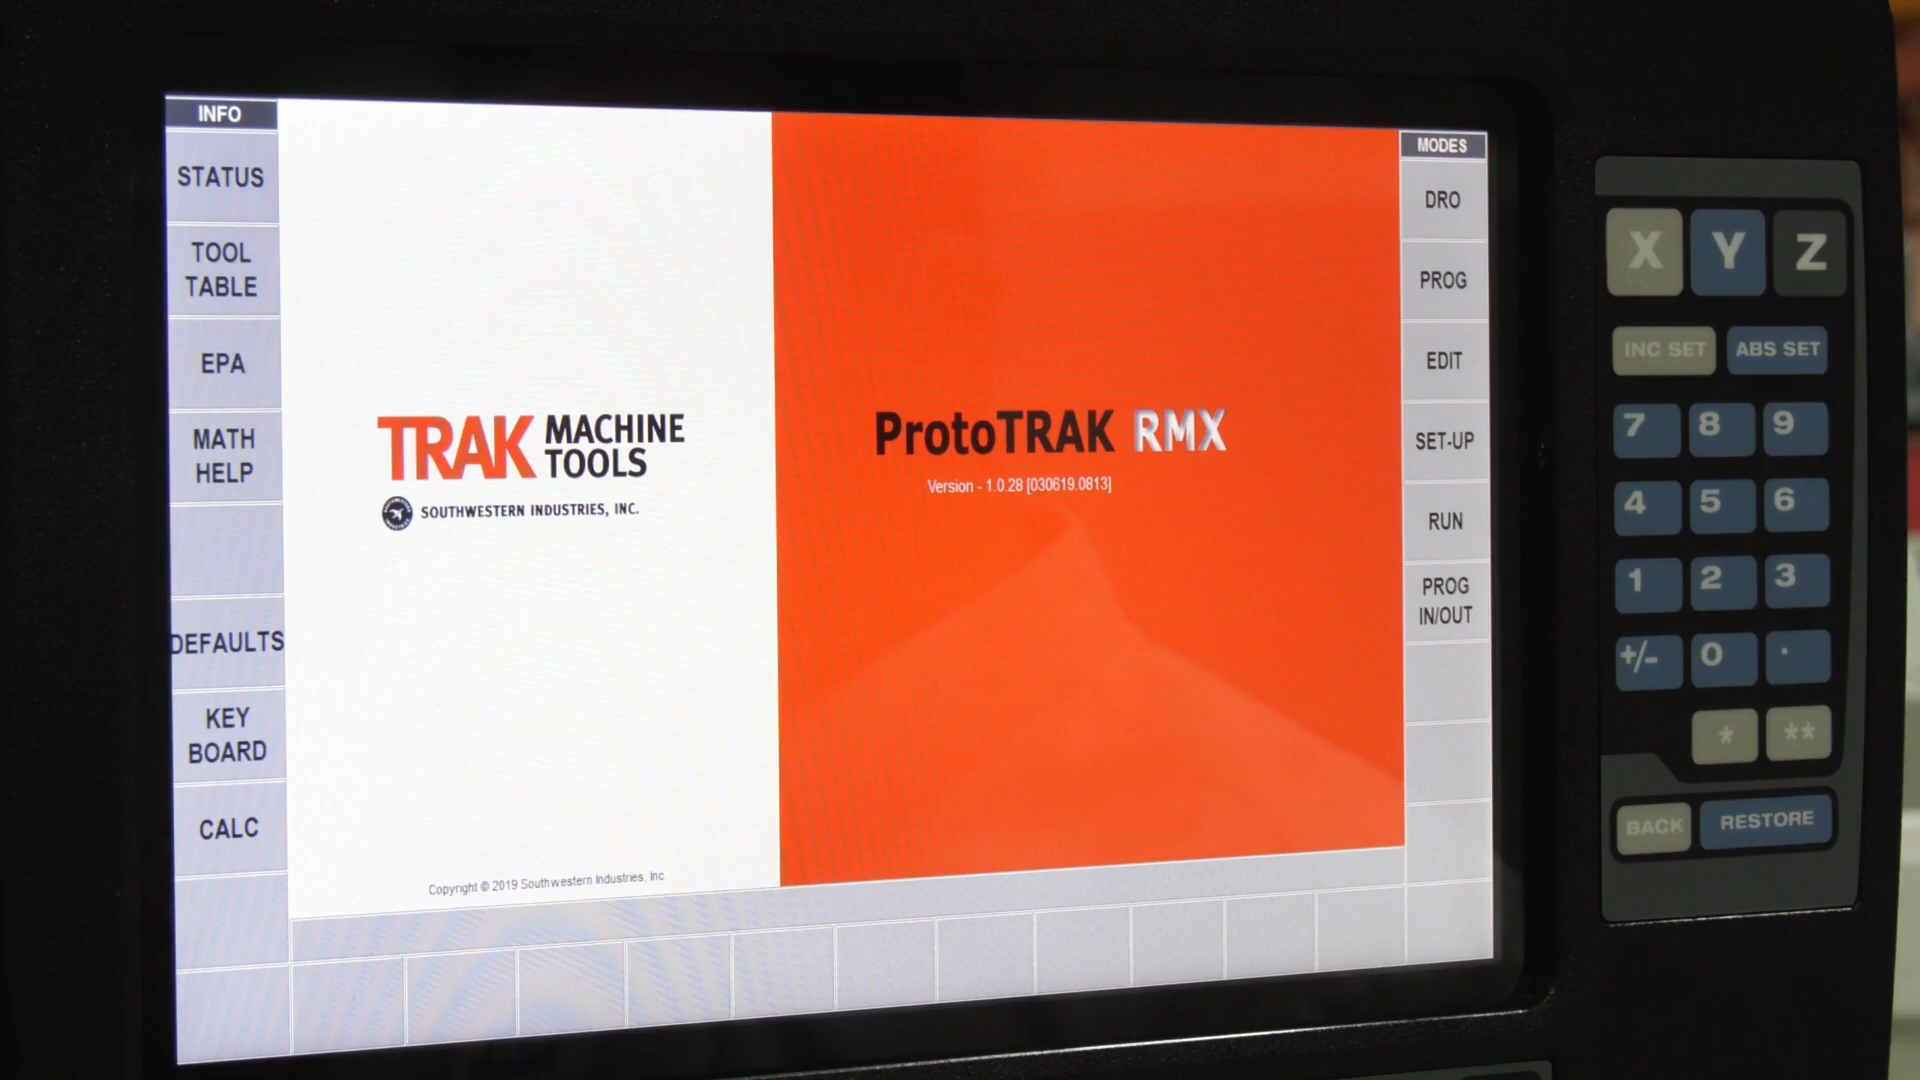 INFO
STATUS
TOOL
TABLE
EPA
MATH
HELP
DEFAULTS
KEY
BOARD
CALC
TRAK MACHINE
TOOLS
SOUTHWESTERN INDUSTRIES, INC.
Copyright © 2019 Southwestern Industries, Inc.
ProtoTRAK RMX
Version - 1.0.28 [030619.0813]
MODES
DRO
PROG
EDIT
SET-UP
RUN
PROG
IN/OUT
X Y Z
INC SET ABS SET
7 8 9
4 5 6
1 2 3
+/- 0 .
* **
BACK RESTORE